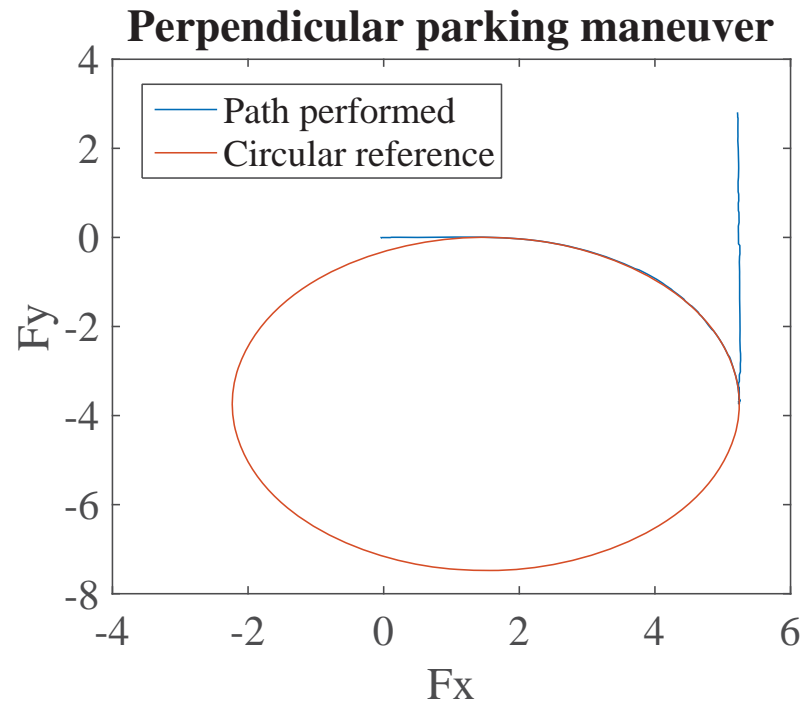 Perpendicular parking maneuver
Path performed
Circular reference
4
2
0
-2
-4
-6
-8
Fy
-4
-2
0
2
4
6
Fx